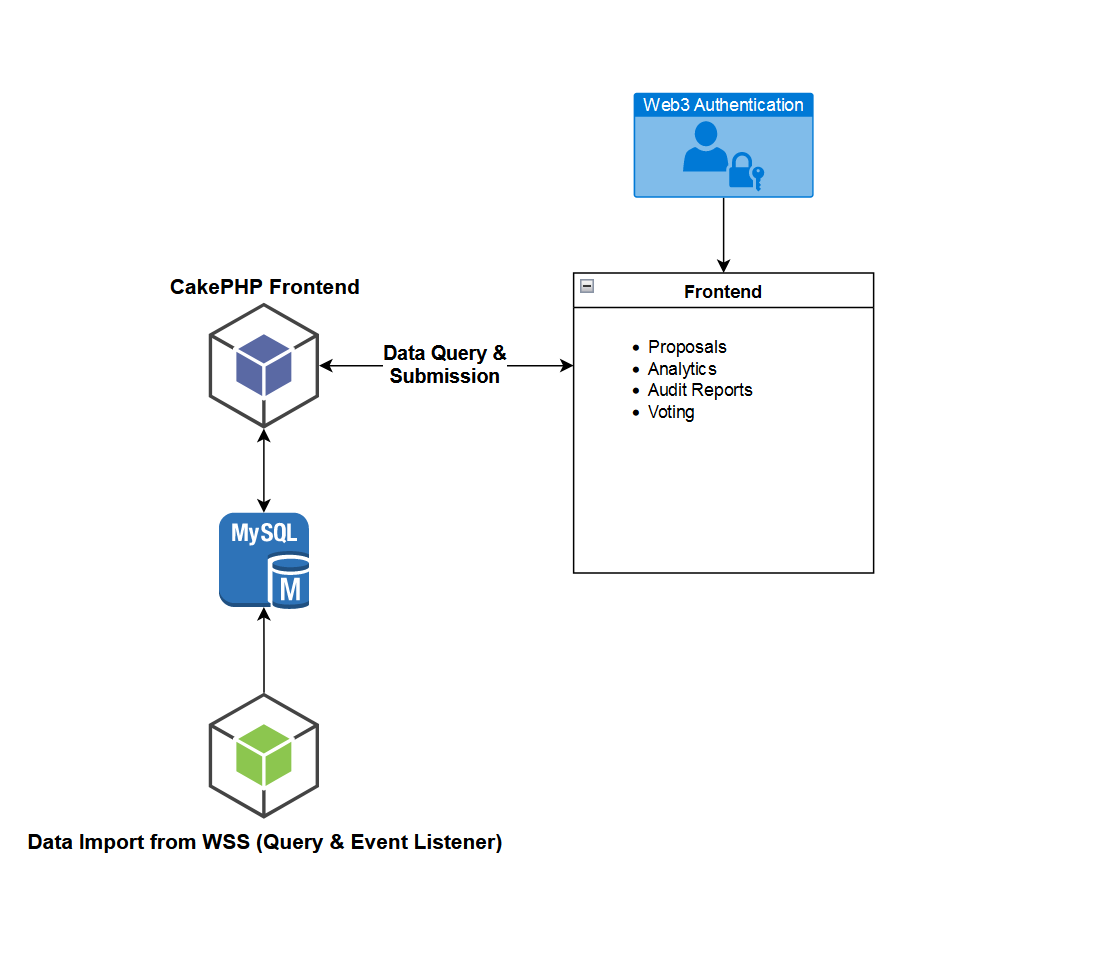 Web3 Authentication
CakePHP Frontend
Frontend
Data Query &
Submission
Proposals
Analytics
Audit Reports
Voting
MySQL
M
Data Import from WSS (Query & Event Listener)